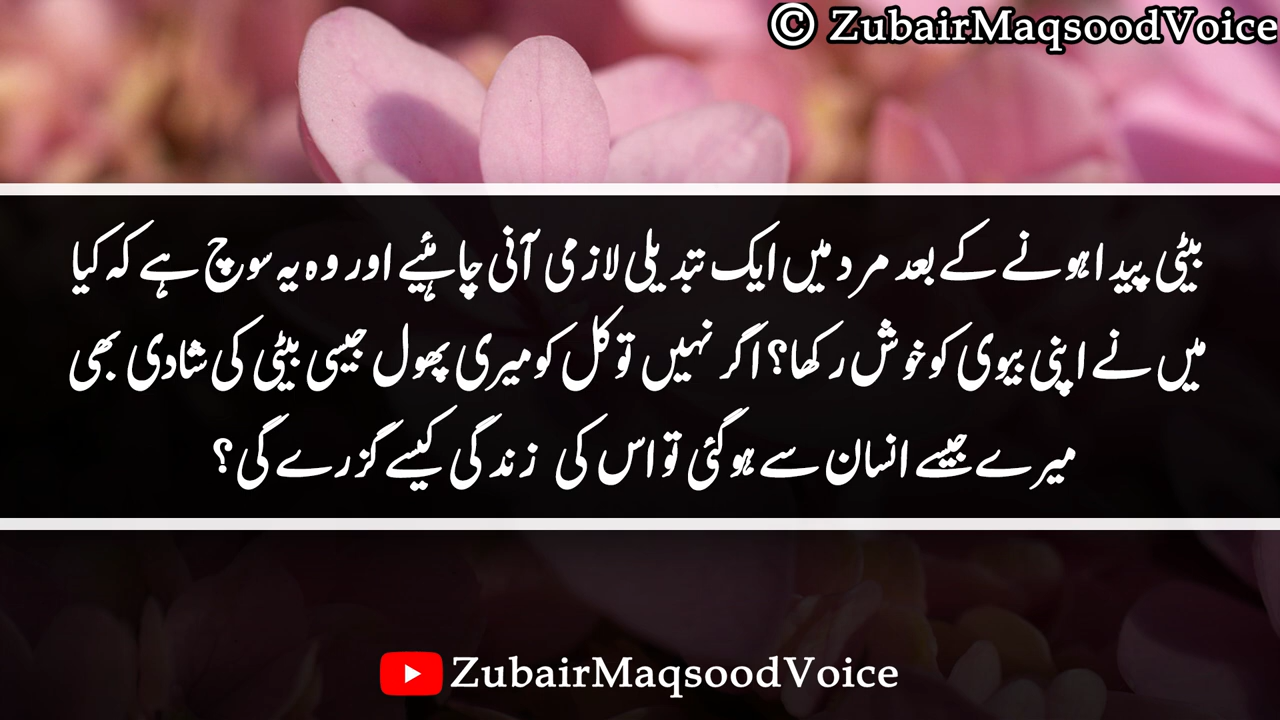 © ZubairMaqsoodVoice
بیٹی پیدا ہونے کے بعد مرد میں ایک تبدیلی لازمی آنی چاہئیے اور وہ یہ سوچ ہے کہ کیا
میں نے اپنی بیوی کو خوش رکھا؟ اگر نہیں تو کل کو میری پھول جیسی بیٹی کی شادی بھی
میرے جیسے انسان سے ہوگئی تو اس کی زندگی کیسے گزرے گی؟
ZubairMaqsoodVoice